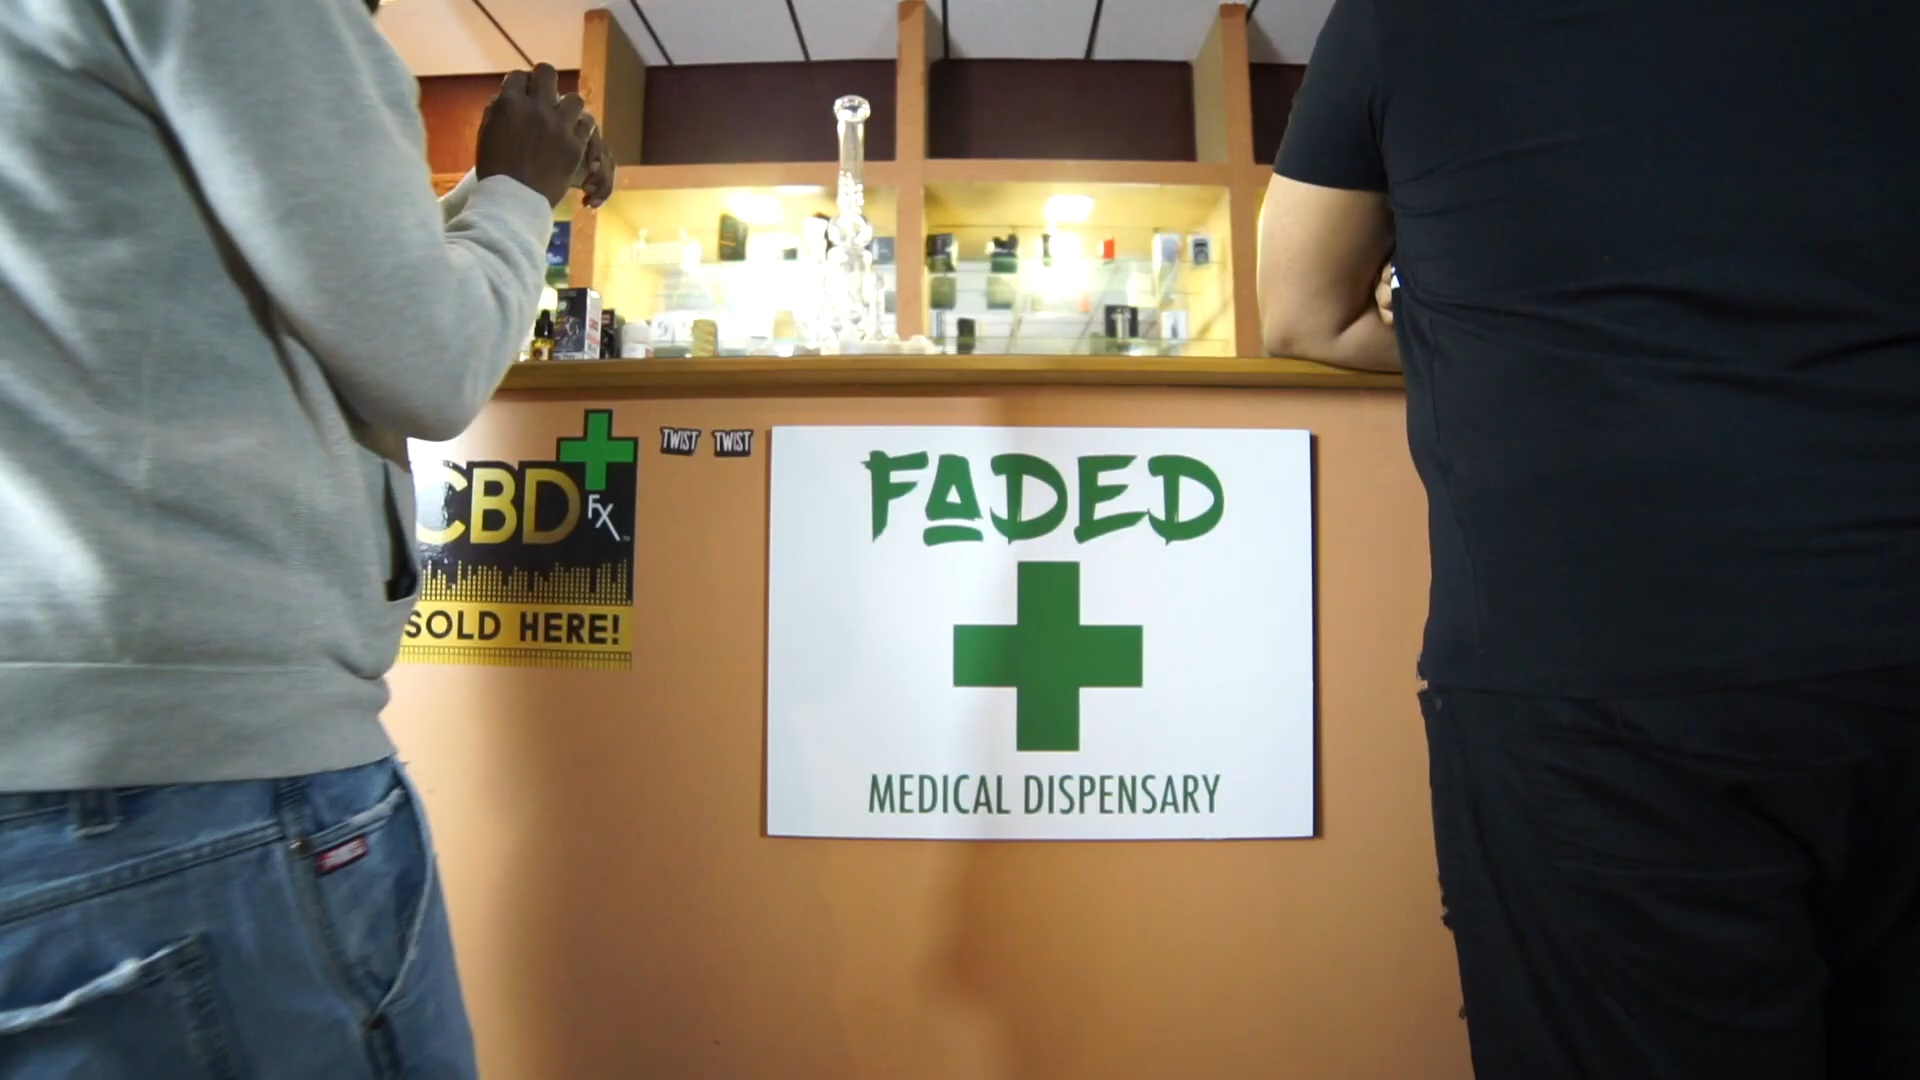 CBD
FX
SOLD HERE!
TWIST TWIST
FADED
MEDICAL DISPENSARY